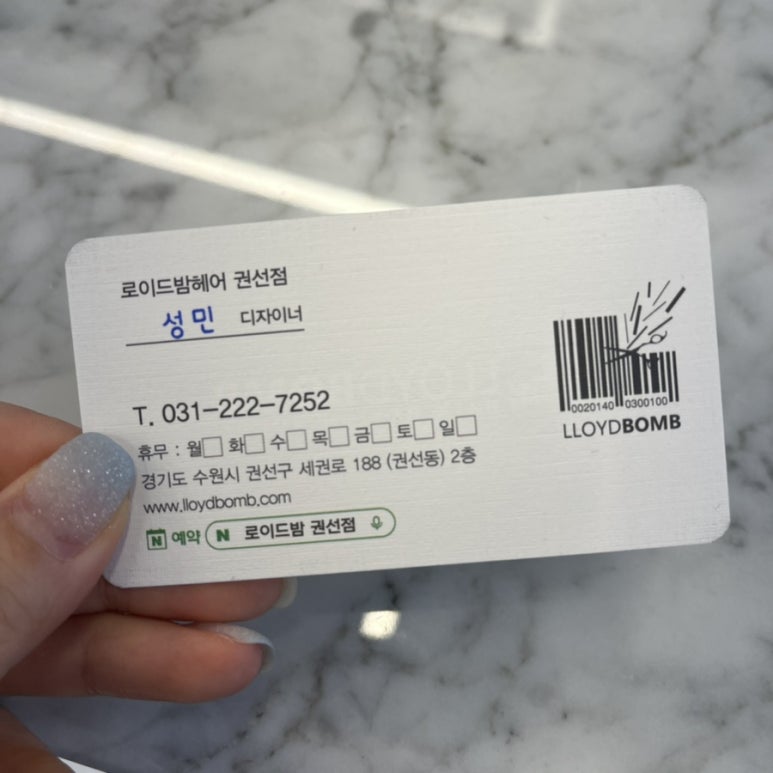 로이드밤헤어 권선점
성민 디자이너
T. 031-222-7252
휴무 : 월□ 화□ 수□ 목□ 금□ 토□ 일□
경기도 수원시 권선구 세권로 188 (권선동) 2층
www.lloydbomb.com
N 예약 N 로이드밤 권선점
0020140 0300100
LLOYDBOMB